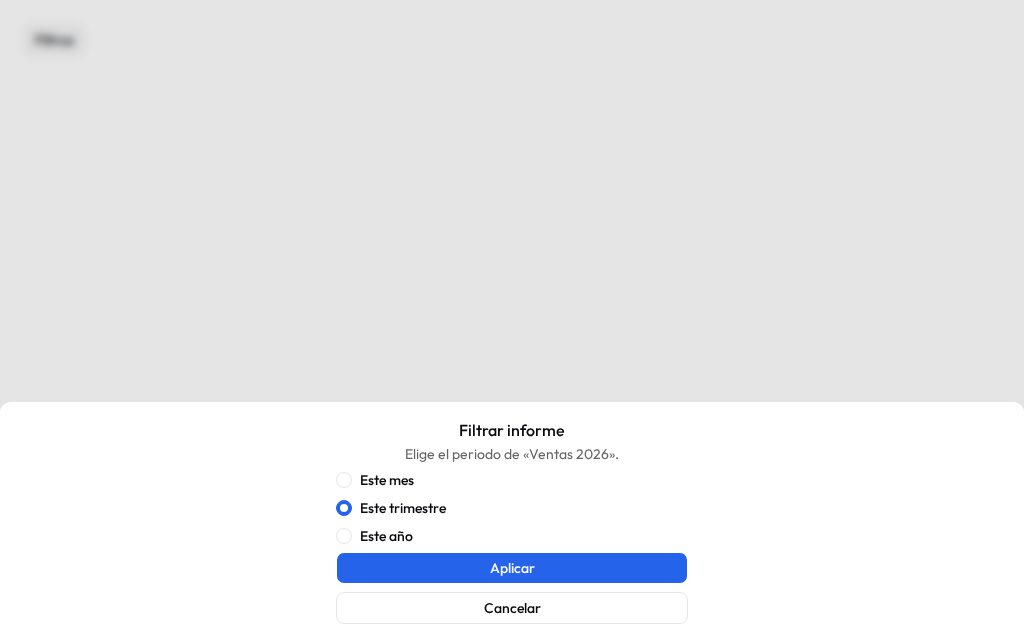 Filtrar informe
Elige el periodo de «Ventas 2026».
Este mes
Este trimestre
Este año
Aplicar
Cancelar